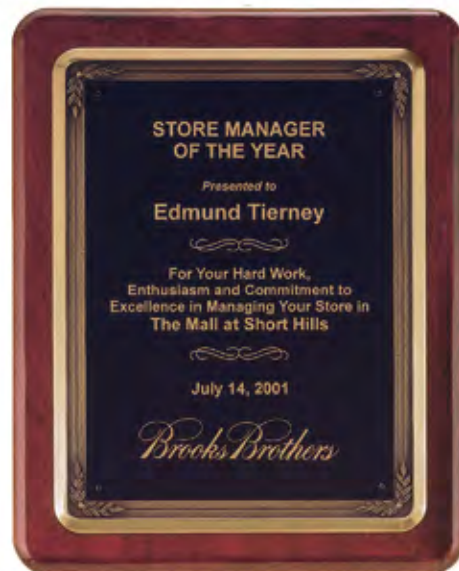 STORE MANAGER
OF THE YEAR
Presented to
Edmund Tierney
For Your Hard Work,
Enthusiasm and Commitment to
Excellence in Managing Your Store in
The Mall at Short Hills
July 14, 2001
Brooks Brothers